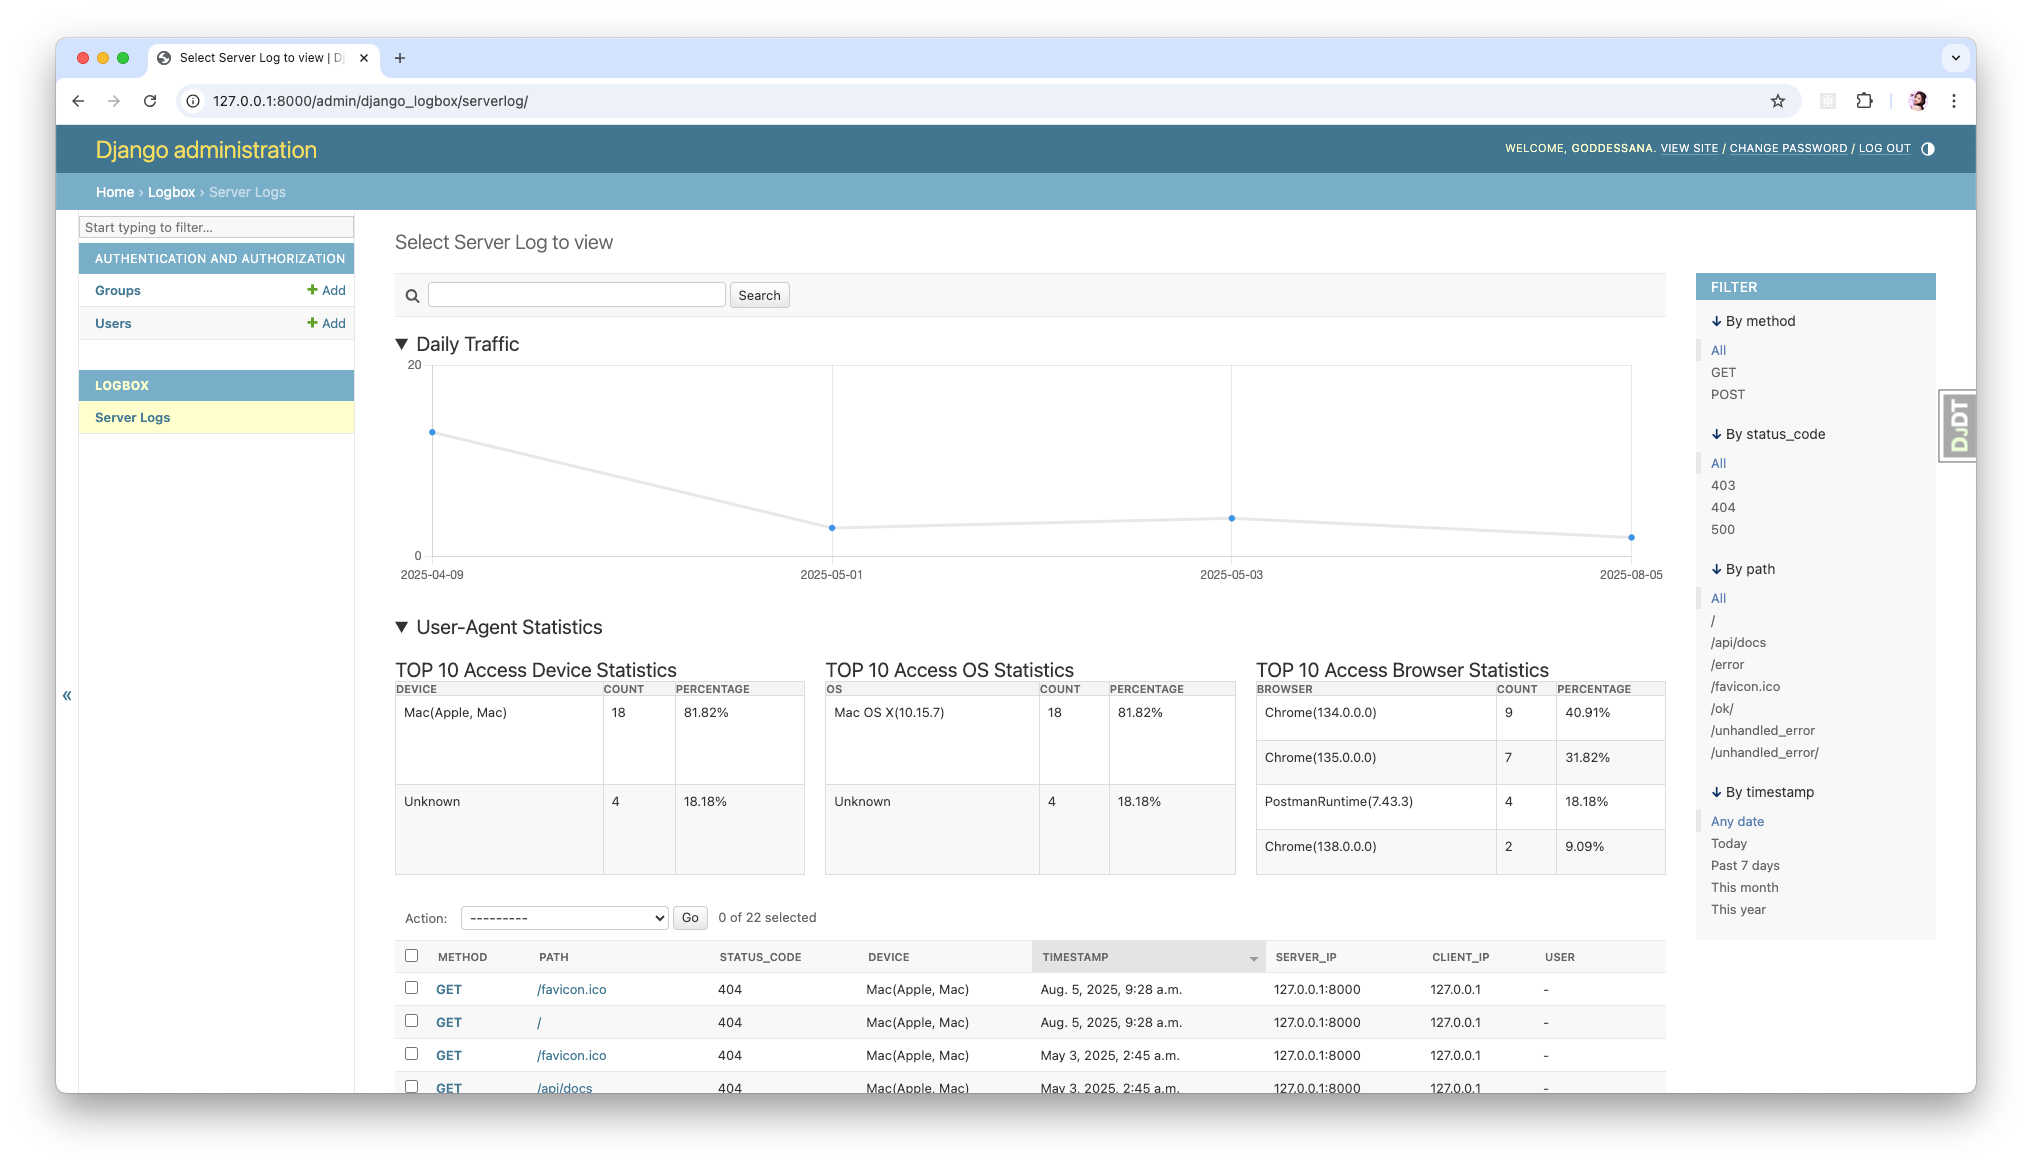 Select Server Log to view | Dj
127.0.0.1:8000/admin/django_logbox/serverlog/
Django administration
WELCOME, GODDESSANA. VIEW SITE / CHANGE PASSWORD / LOG OUT
Home › Logbox › Server Logs
Start typing to filter...
AUTHENTICATION AND AUTHORIZATION
Groups + Add
Users + Add
LOGBOX
Server Logs
«
Select Server Log to view
Search
▼ Daily Traffic
20
0
2025-04-09 2025-05-01 2025-05-03 2025-08-05
▼ User-Agent Statistics
TOP 10 Access Device Statistics
DEVICE COUNT PERCENTAGE
Mac(Apple, Mac) 18 81.82%
Unknown 4 18.18%
TOP 10 Access OS Statistics
OS COUNT PERCENTAGE
Mac OS X(10.15.7) 18 81.82%
Unknown 4 18.18%
TOP 10 Access Browser Statistics
BROWSER COUNT PERCENTAGE
Chrome(134.0.0.0) 9 40.91%
Chrome(135.0.0.0) 7 31.82%
PostmanRuntime(7.43.3) 4 18.18%
Chrome(138.0.0.0) 2 9.09%
Action: --------- Go 0 of 22 selected
METHOD PATH STATUS_CODE DEVICE TIMESTAMP SERVER_IP CLIENT_IP USER
GET /favicon.ico 404 Mac(Apple, Mac) Aug. 5, 2025, 9:28 a.m. 127.0.0.1:8000 127.0.0.1 -
GET / 404 Mac(Apple, Mac) Aug. 5, 2025, 9:28 a.m. 127.0.0.1:8000 127.0.0.1 -
GET /favicon.ico 404 Mac(Apple, Mac) May 3, 2025, 2:45 a.m. 127.0.0.1:8000 127.0.0.1 -
GET /api/docs 404 Mac(Apple, Mac) May 3, 2025, 2:45 a.m. 127.0.0.1:8000 127.0.0.1 -
FILTER
↓ By method
All
GET
POST
↓ By status_code
All
403
404
500
↓ By path
All
/
/api/docs
/error
/favicon.ico
/ok/
/unhandled_error
/unhandled_error/
↓ By timestamp
Any date
Today
Past 7 days
This month
This year
DJDT